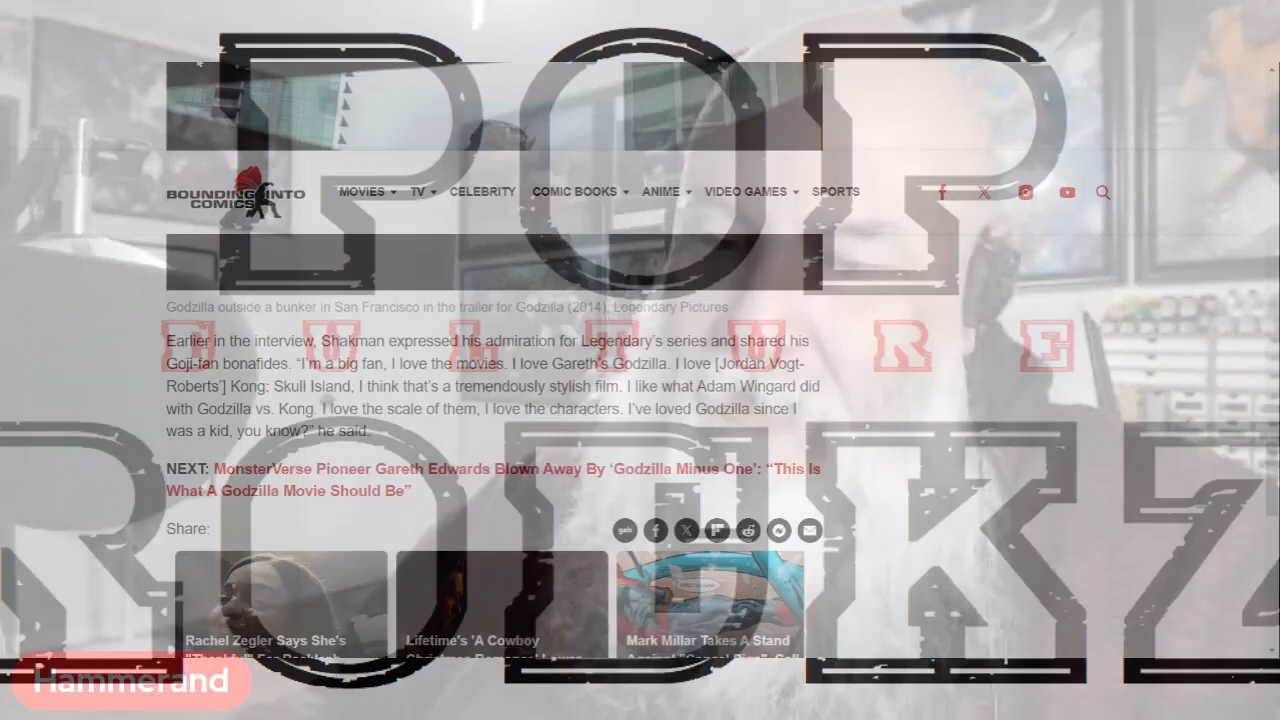 POP
BOUNDING INTO
COMICS
MOVIES TV CELEBRITY COMIC BOOKS ANIME VIDEO GAMES SPORTS
Godzilla outside a bunker in San Francisco in the trailer for Godzilla (2014), Legendary Pictures
CULTURE
Earlier in the interview, Shakman expressed his admiration for Legendary's series and shared his
Goji-fan bonafides. “I'm a big fan, I love the movies. I love Gareth's Godzilla. I love [Jordan Vogt-
Roberts'] Kong: Skull Island, I think that's a tremendously stylish film. I like what Adam Wingard did
with Godzilla vs. Kong. I love the scale of them, I love the characters. I've loved Godzilla since I
was a kid, you know?” he said.
NEXT: MonsterVerse Pioneer Gareth Edwards Blown Away By ‘Godzilla Minus One’: “This Is
What A Godzilla Movie Should Be”
Share:
gab
Rachel Zegler Says She's
Lifetime's 'A Cowboy
Mark Millar Takes A Stand
Hammerand